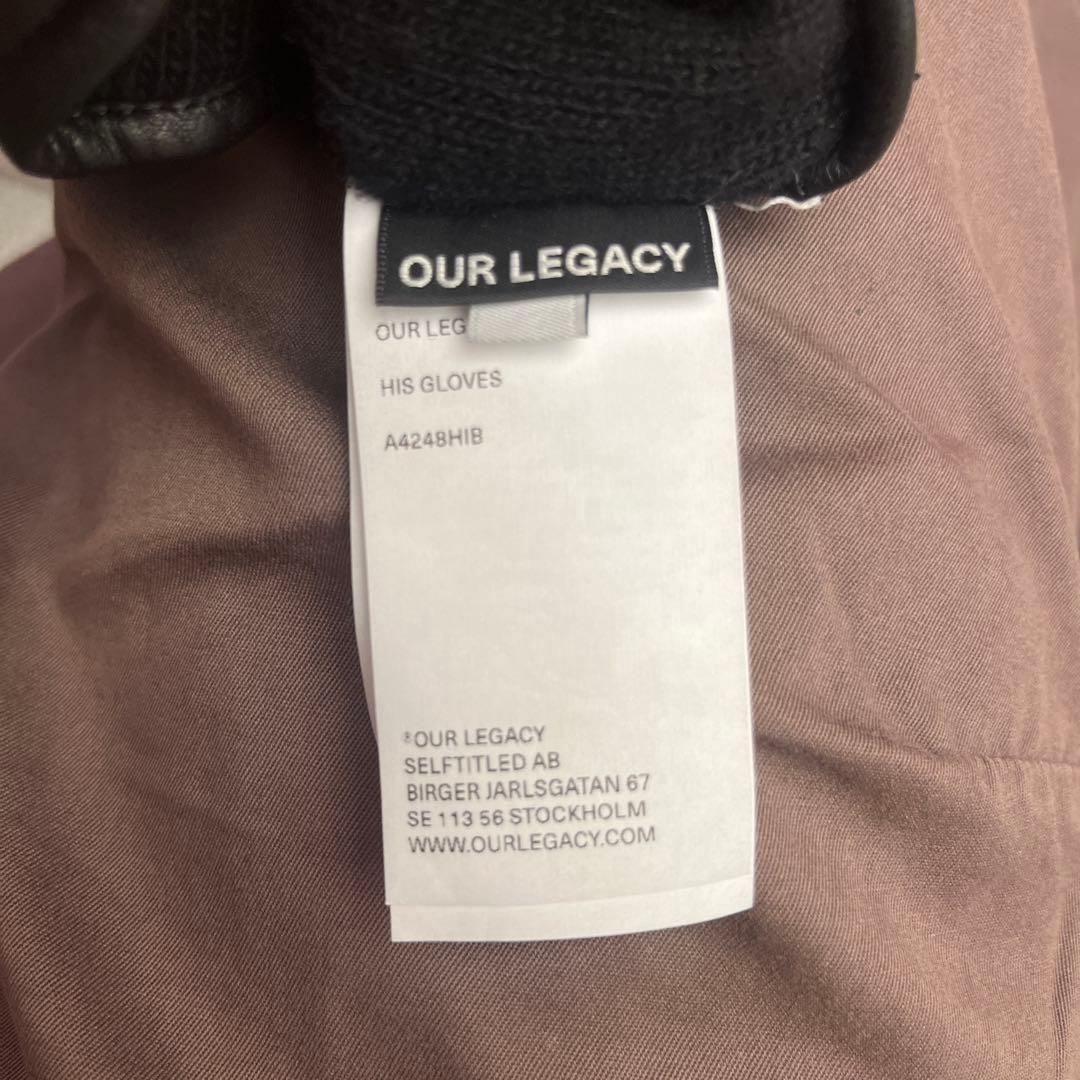 OUR LEGACY
OUR LEG
HIS GLOVES
A4248HIB
OUR LEGACY
SELFTITLED AB
BIRGER JARLSGATAN 67
SE 113 56 STOCKHOLM
WWW.OURLEGACY.COM